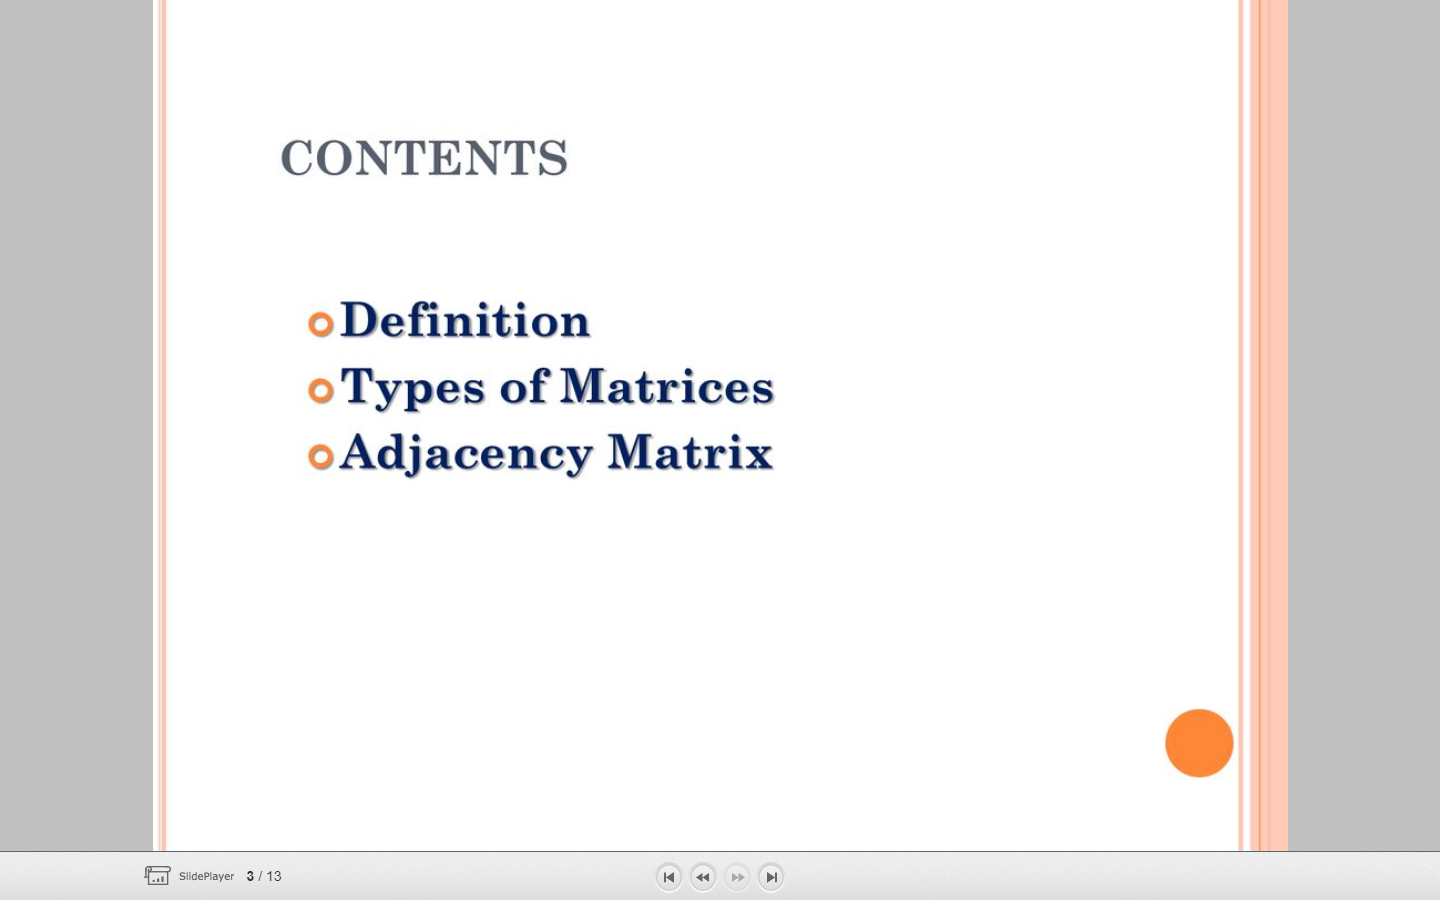 CONTENTS
Definition
Types of Matrices
Adjacency Matrix
SlidePlayer 3 / 13